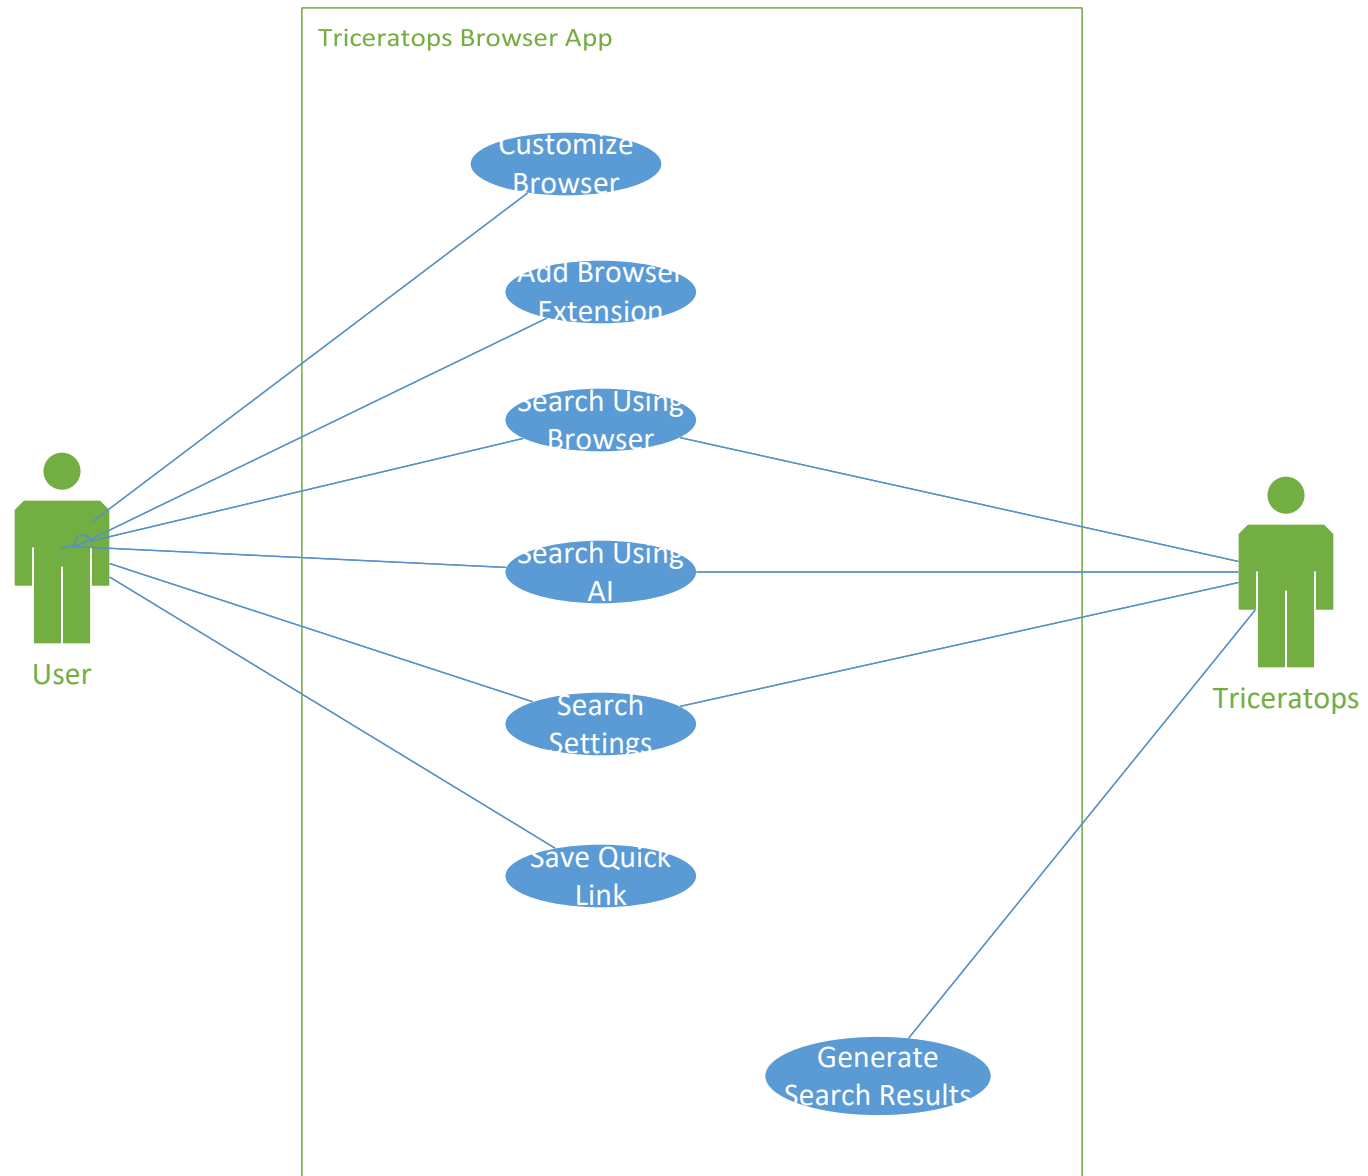 Triceratops Browser App
Customize
Browser
Add Browser
Extension
Search Using
Browser
Search Using
AI
User
Triceratops
Search
Settings
Save Quick
Link
Generate
Search Results